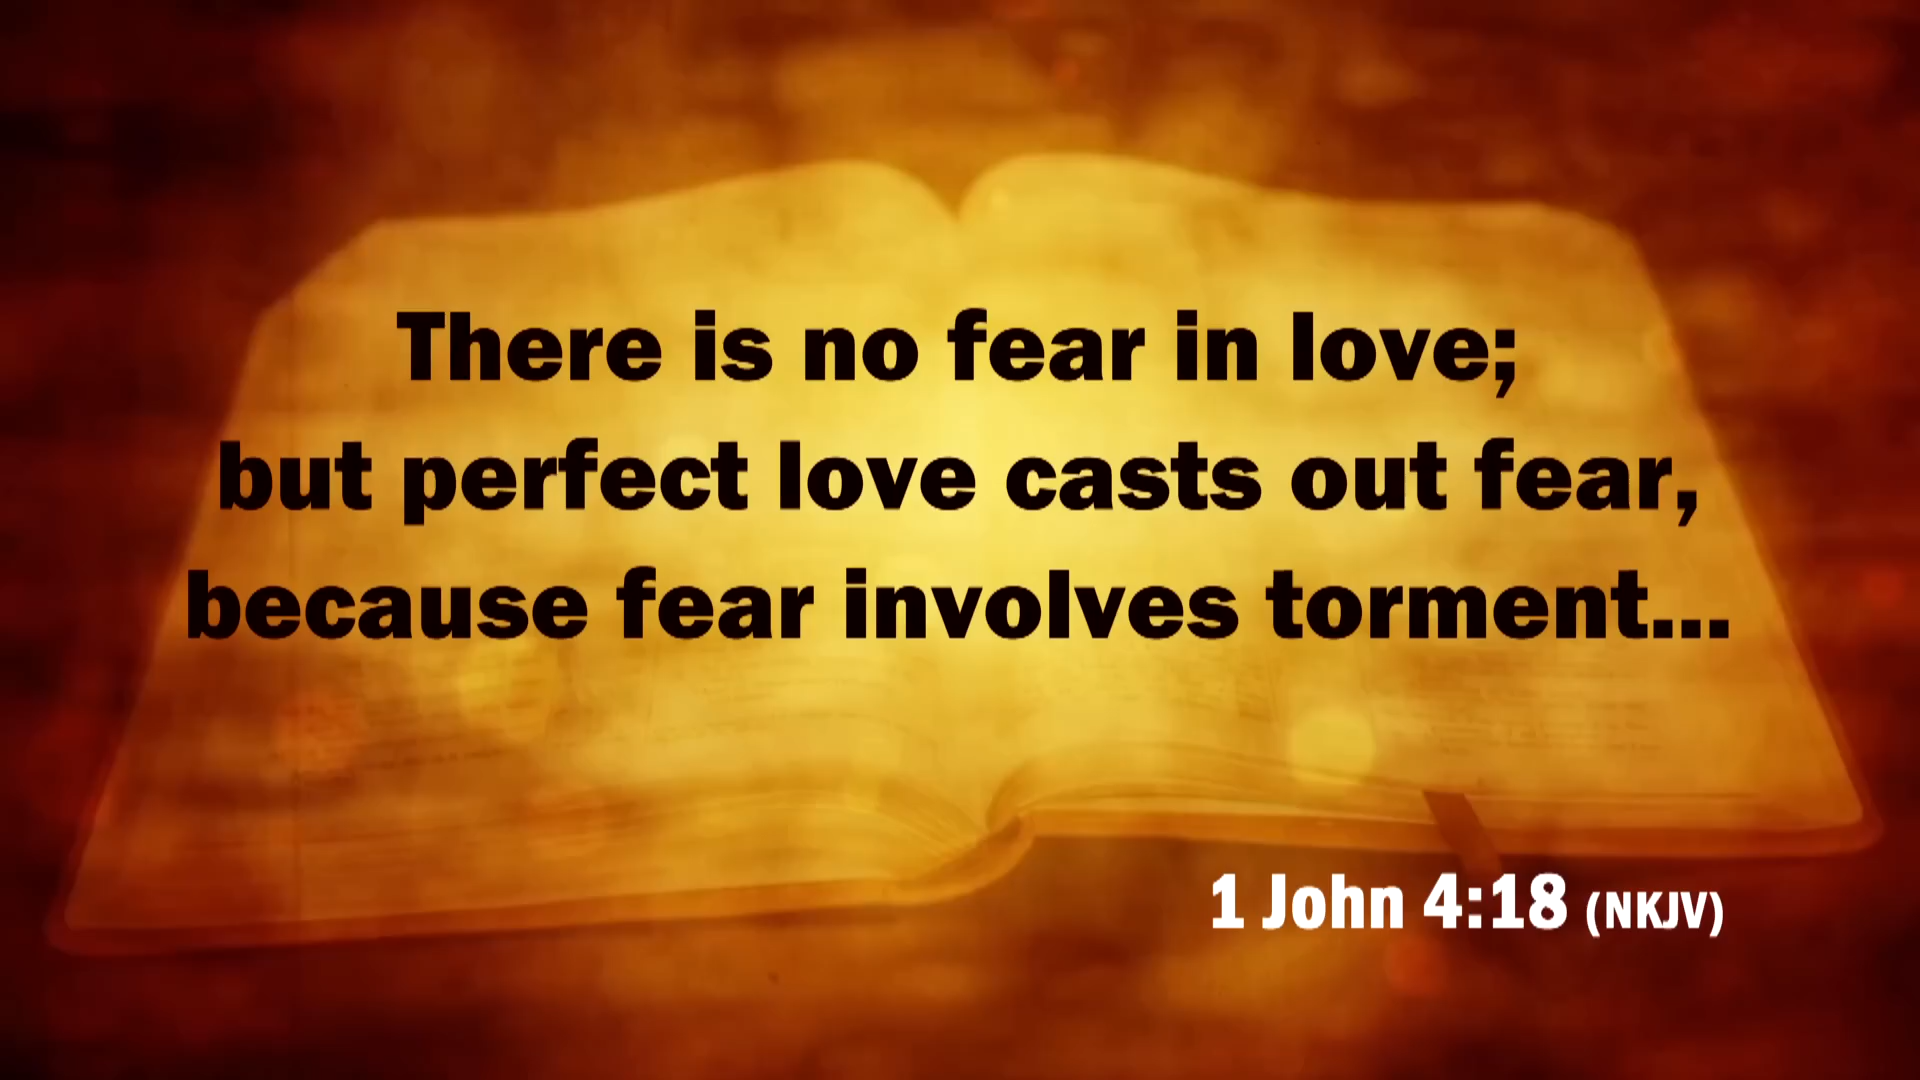 There is no fear in love;
but perfect love casts out fear,
because fear involves torment...
1 John 4:18 (NKJV)